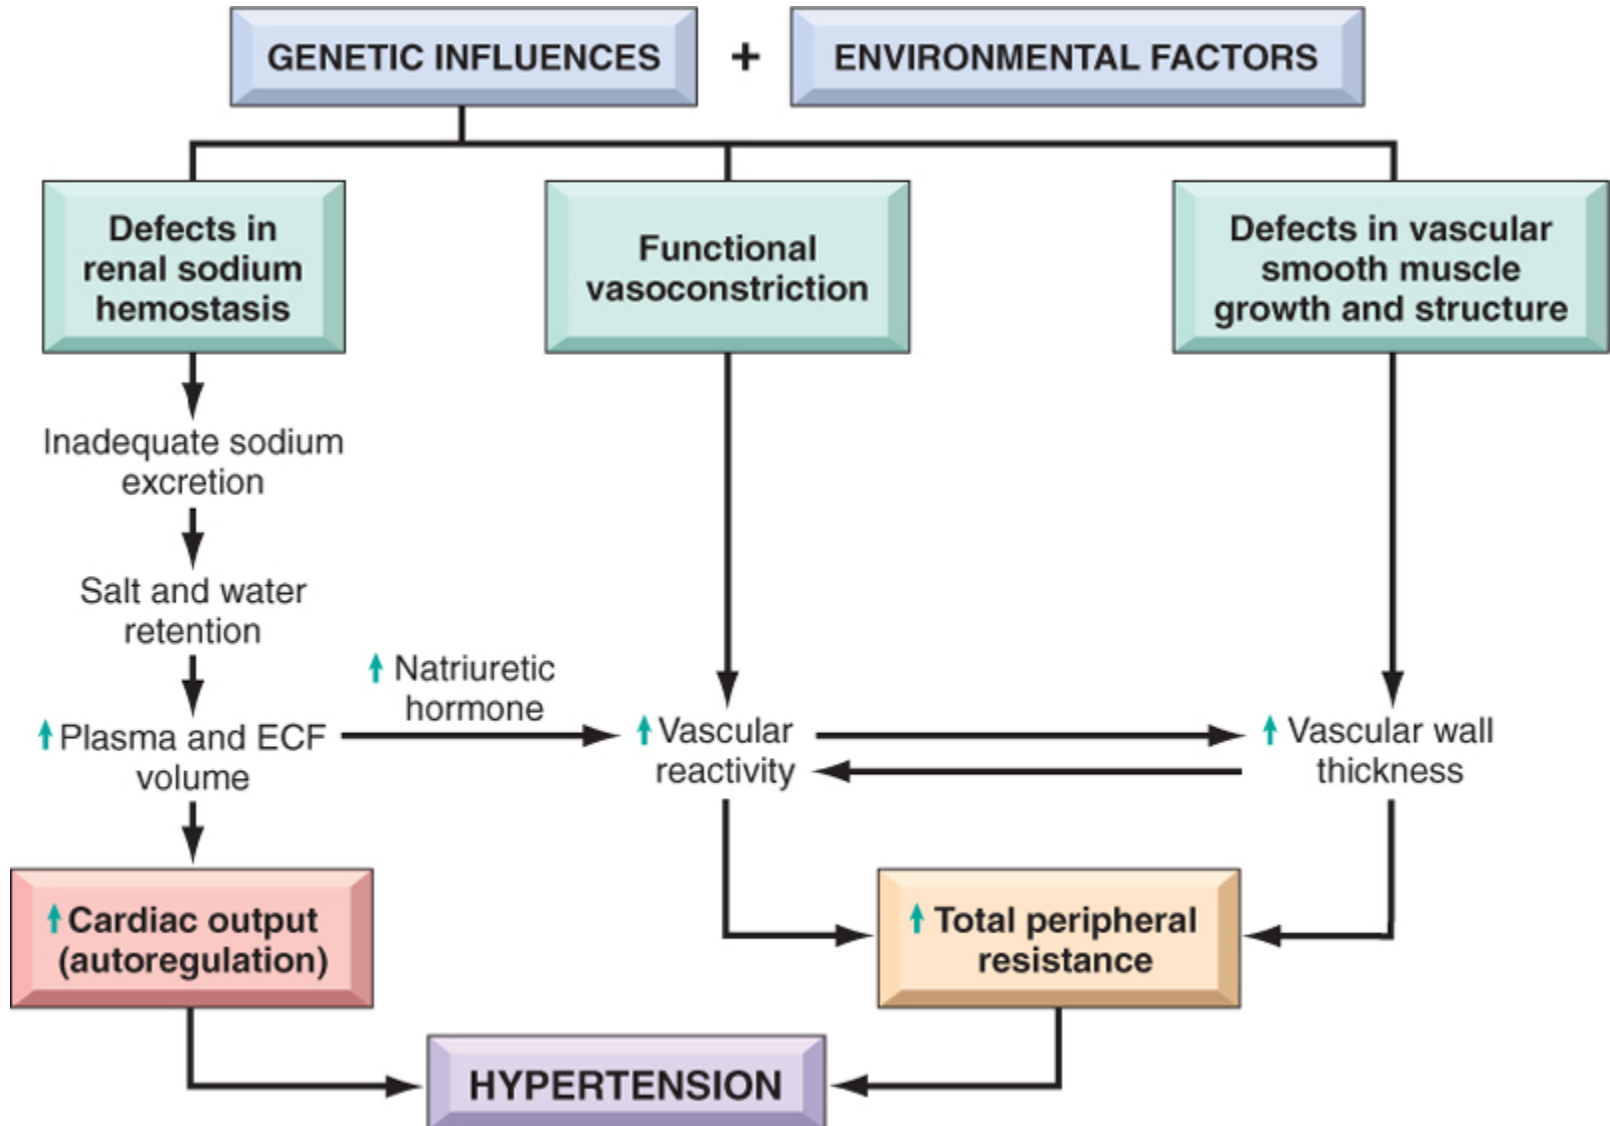 GENETIC INFLUENCES + ENVIRONMENTAL FACTORS
Defects in
renal sodium
hemostasis
Functional
vasoconstriction
Defects in vascular
smooth muscle
growth and structure
Inadequate sodium
excretion
Salt and water
retention
↑ Natriuretic
hormone
↑ Plasma and ECF
volume
↑ Vascular
reactivity
↑ Vascular wall
thickness
↑ Cardiac output
(autoregulation)
↑ Total peripheral
resistance
HYPERTENSION